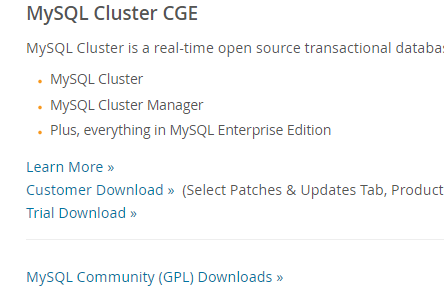 MySQL Cluster CGE
MySQL Cluster is a real-time open source transactional
MySQL Cluster
MySQL Cluster Manager
Plus, everything in MySQL Enterprise Edition
Learn More »
Customer Download » (Select Patches & Updates Tab, Product
Trial Download »
MySQL Community (GPL) Downloads »